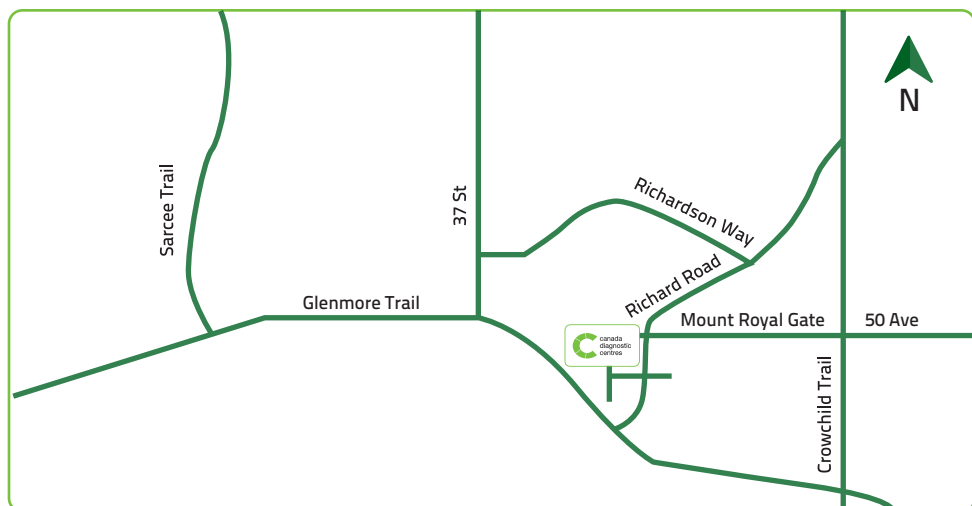 N
Sarcee Trail
37 St
Richardson Way
Richard Road
Glenmore Trail
Mount Royal Gate
50 Ave
canada
diagnostic
centres
Crowchild Trail